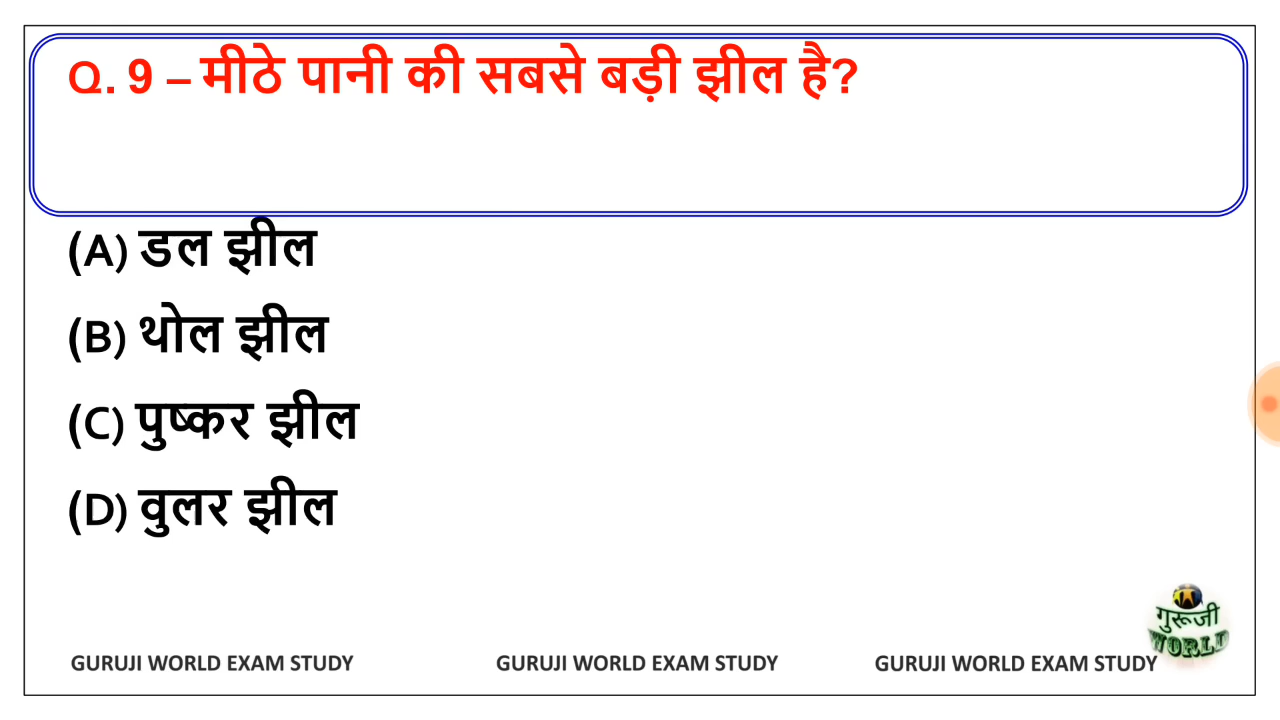 Q. 9 – मीठे पानी की सबसे बड़ी झील है?
(A) डल झील
(B) थोल झील
(C) पुष्कर झील
(D) वुलर झील
गुरूजी
WORLD
GURUJI WORLD EXAM STUDY GURUJI WORLD EXAM STUDY GURUJI WORLD EXAM STUDY